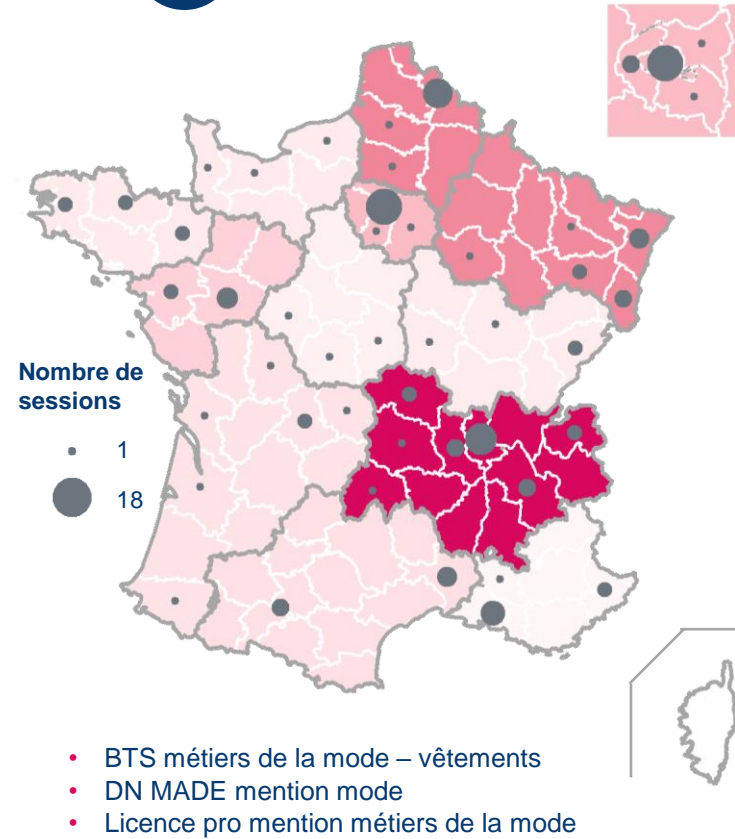 Nombre de
sessions
1
18
• BTS métiers de la mode – vêtements
• DN MADE mention mode
• Licence pro mention métiers de la mode